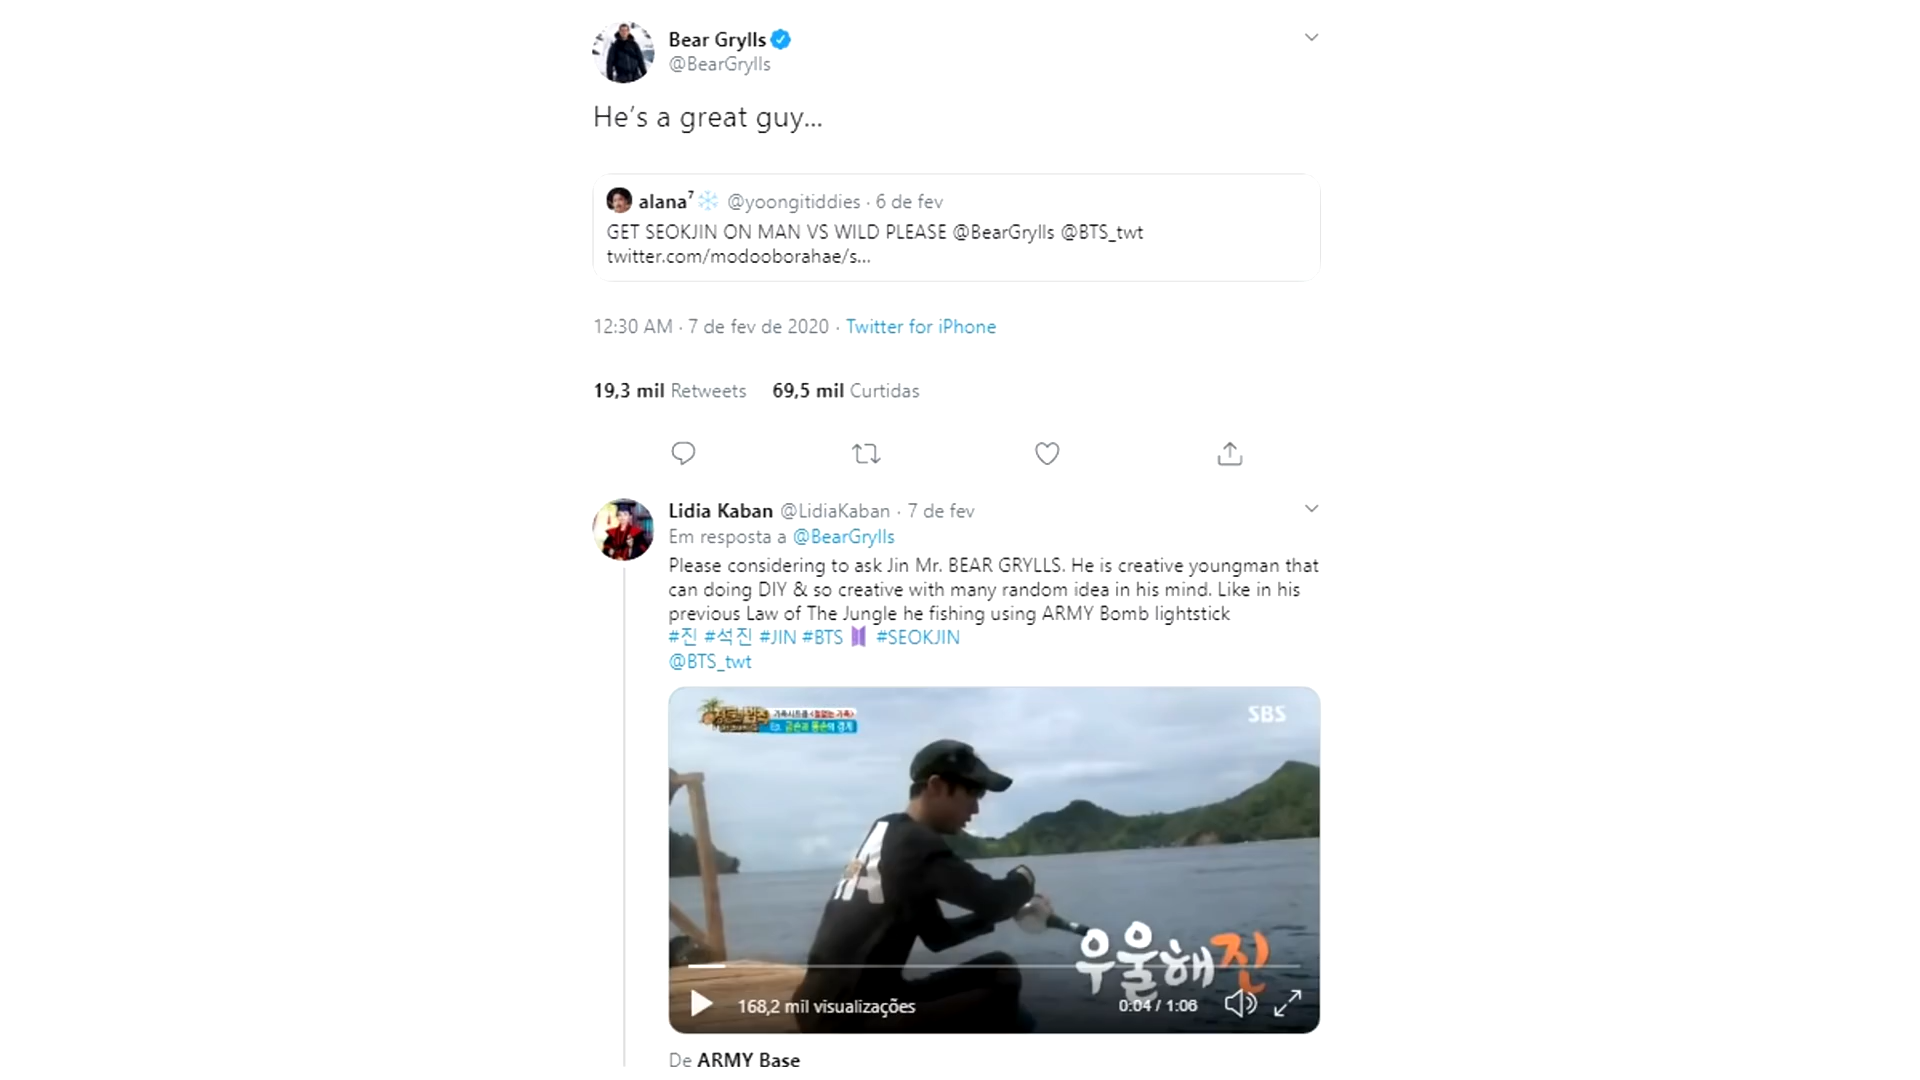 Bear Grylls
@BearGrylls
He’s a great guy...
alana⁷ @yoongitiddies · 6 de fev
GET SEOKJIN ON MAN VS WILD PLEASE @BearGrylls @BTS_twt
twitter.com/modooborahae/s...
12:30 AM · 7 de fev de 2020 · Twitter for iPhone
19,3 mil Retweets 69,5 mil Curtidas
Lidia Kaban @LidiaKaban · 7 de fev
Em resposta a @BearGrylls
Please considering to ask Jin Mr. BEAR GRYLLS. He is creative youngman that
can doing DIY & so creative with many random idea in his mind. Like in his
previous Law of The Jungle he fishing using ARMY Bomb lightstick
#진 #석진 #JIN #BTS #SEOKJIN
@BTS_twt
SBS
A
우울해진
168,2 mil visualizações
0:04 / 1:06
De ARMY Base